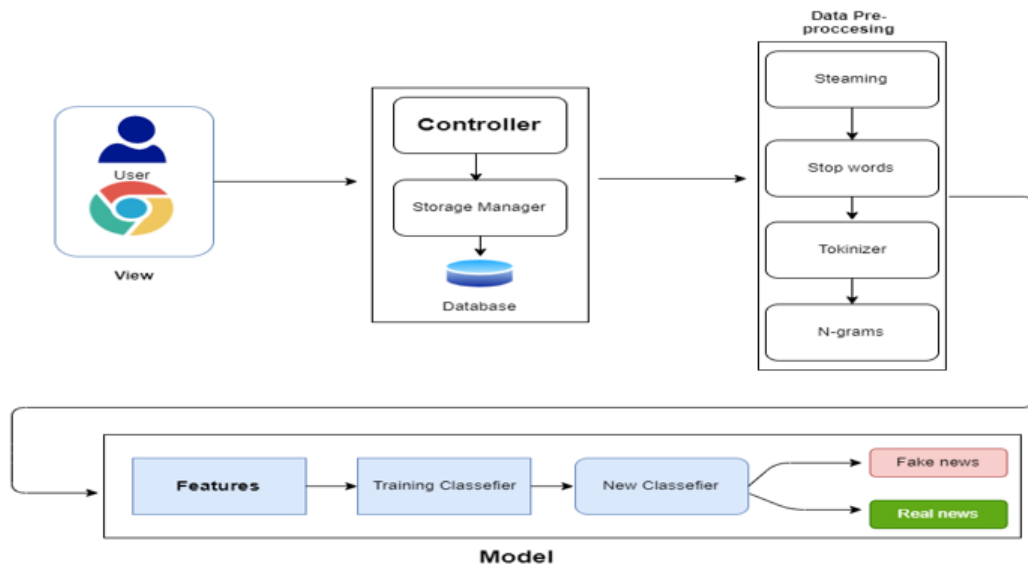 Data Pre-
proccesing
Steaming
Controller
User
Stop words
Storage Manager
Tokinizer
View
Database
N-grams
Fake news
Features
Training Classefier
New Classefier
Real news
Model